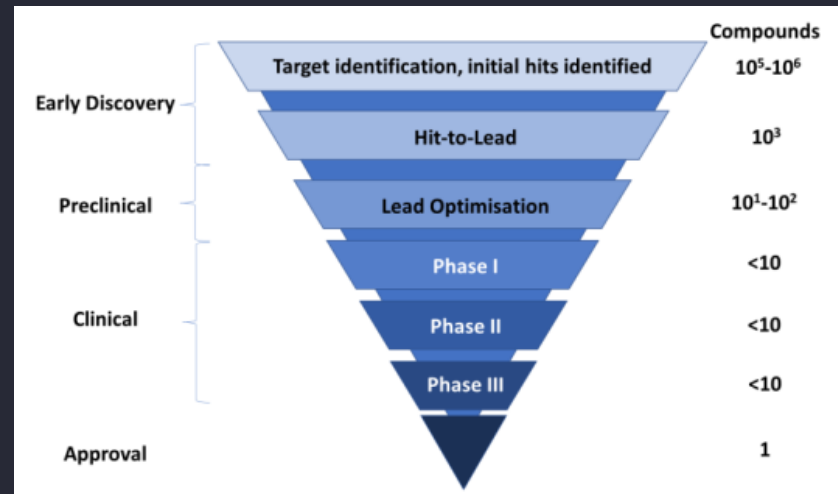 Compounds
Target identification, initial hits identified
10⁵-10⁶
Early Discovery
Hit-to-Lead
10³
Preclinical
Lead Optimisation
10¹-10²
Phase I
<10
Clinical
Phase II
<10
Phase III
<10
Approval
1